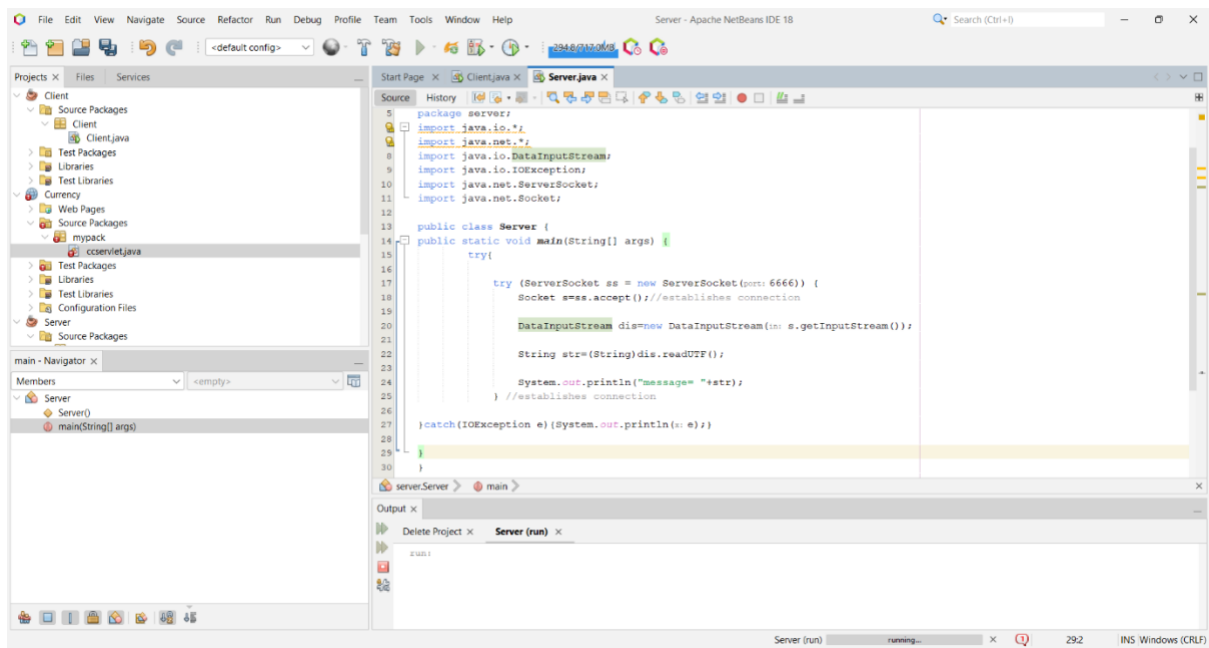 File Edit View Navigate Source Refactor Run Debug Profile Team Tools Window Help Server - Apache NetBeans IDE 18 Search (Ctrl+I)
<default config> 294.8/717.0MB
Projects Files Services
Client
Source Packages
Client
Client.java
Test Packages
Libraries
Test Libraries
Currency
Web Pages
Source Packages
mypack
ccservlet.java
Test Packages
Libraries
Test Libraries
Configuration Files
Server
Source Packages
main - Navigator
Members <empty>
Server
Server()
main(String[] args)
Start Page Client.java Server.java
Source History
5 package server;
import java.io.*;
import java.net.*;
8 import java.io.DataInputStream;
9 import java.io.IOException;
10 import java.net.ServerSocket;
11 import java.net.Socket;
12
13 public class Server {
14 public static void main(String[] args) {
15 try{
16
17 try (ServerSocket ss = new ServerSocket(port: 6666)) {
18 Socket s=ss.accept();//establishes connection
19
20 DataInputStream dis=new DataInputStream(in: s.getInputStream());
21
22 String str=(String)dis.readUTF();
23
24 System.out.println("message= "+str);
25 } //establishes connection
26
27 }catch(IOException e){System.out.println(x: e);}
28
29 }
30 }
server.Server main
Output
Delete Project Server (run)
run:
Server (run) running... 1 29:2 INS Windows (CRLF)